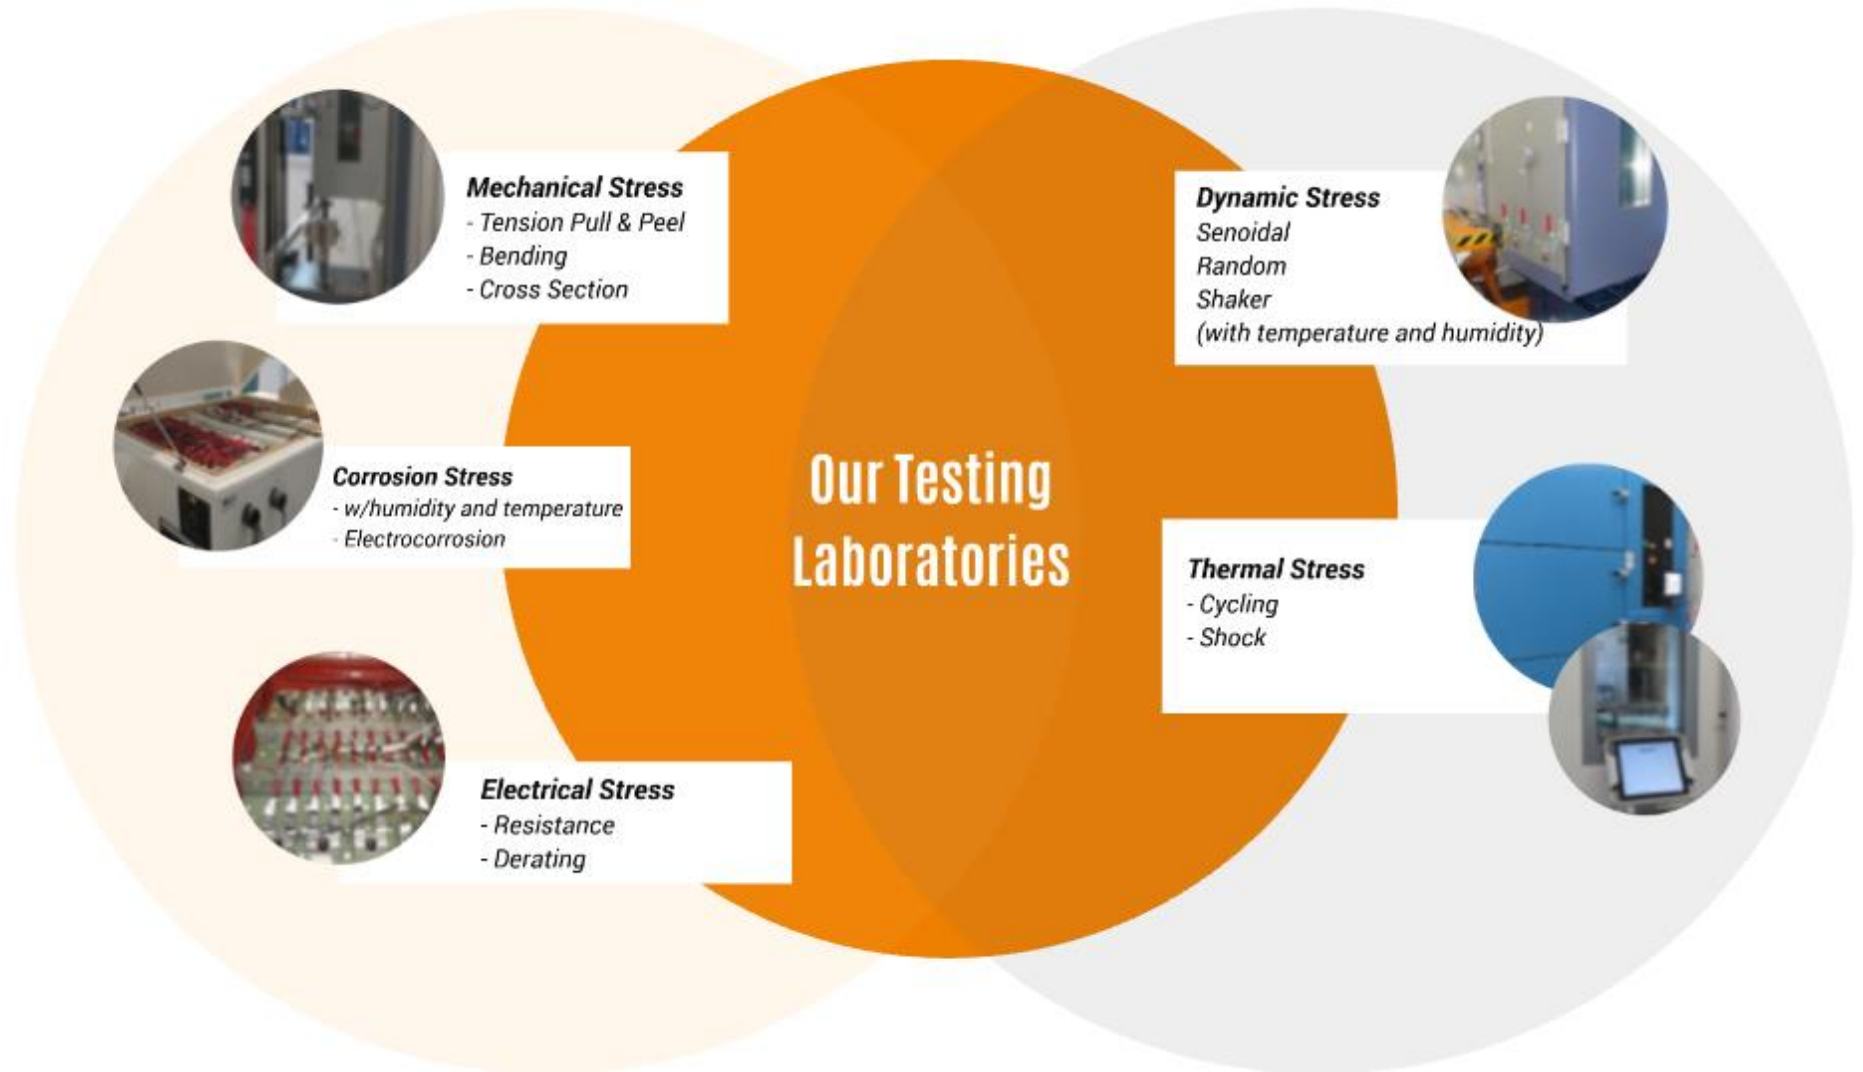 Mechanical Stress
- Tension Pull & Peel
- Bending
- Cross Section
Corrosion Stress
- w/humidity and temperature
- Electrocorrosion
Electrical Stress
- Resistance
- Derating
Our Testing
Laboratories
Dynamic Stress
Senoidal
Random
Shaker
(with temperature and humidity)
Thermal Stress
- Cycling
- Shock